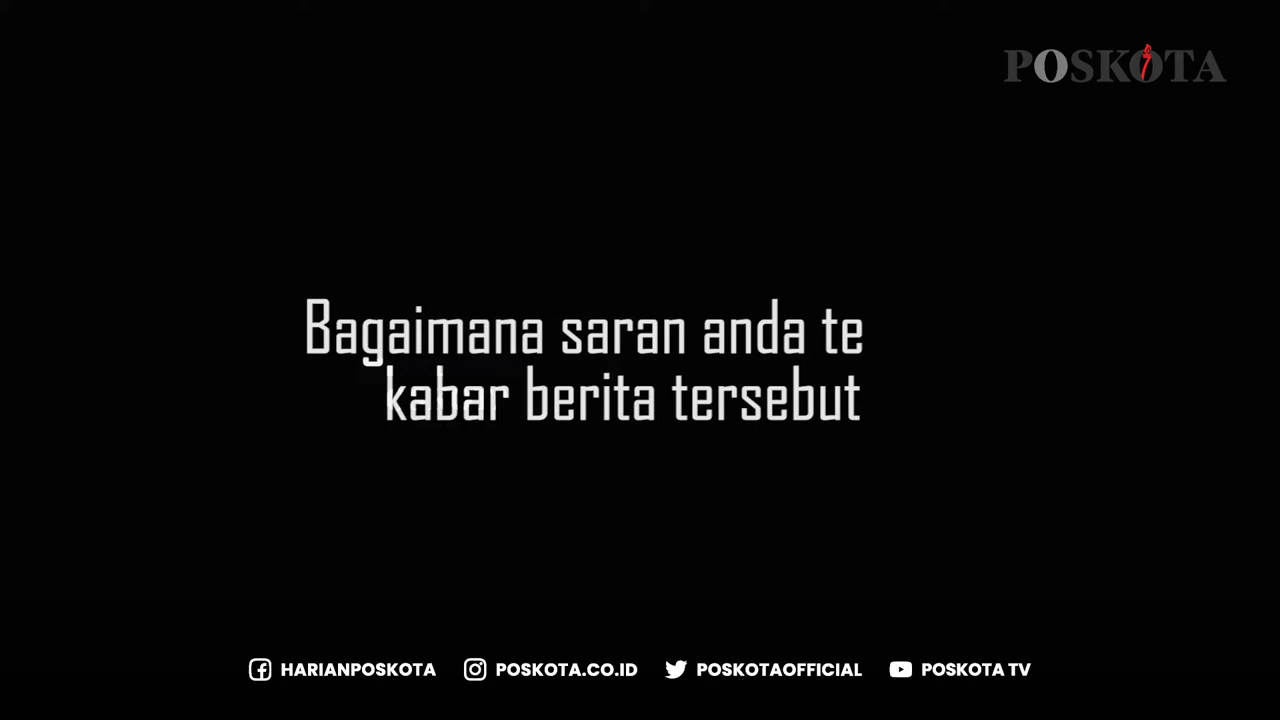 POSKOTA
Bagaimana saran anda te
kabar berita tersebut
HARIANPOSKOTA POSKOTA.CO.ID POSKOTAOFFICIAL POSKOTA TV